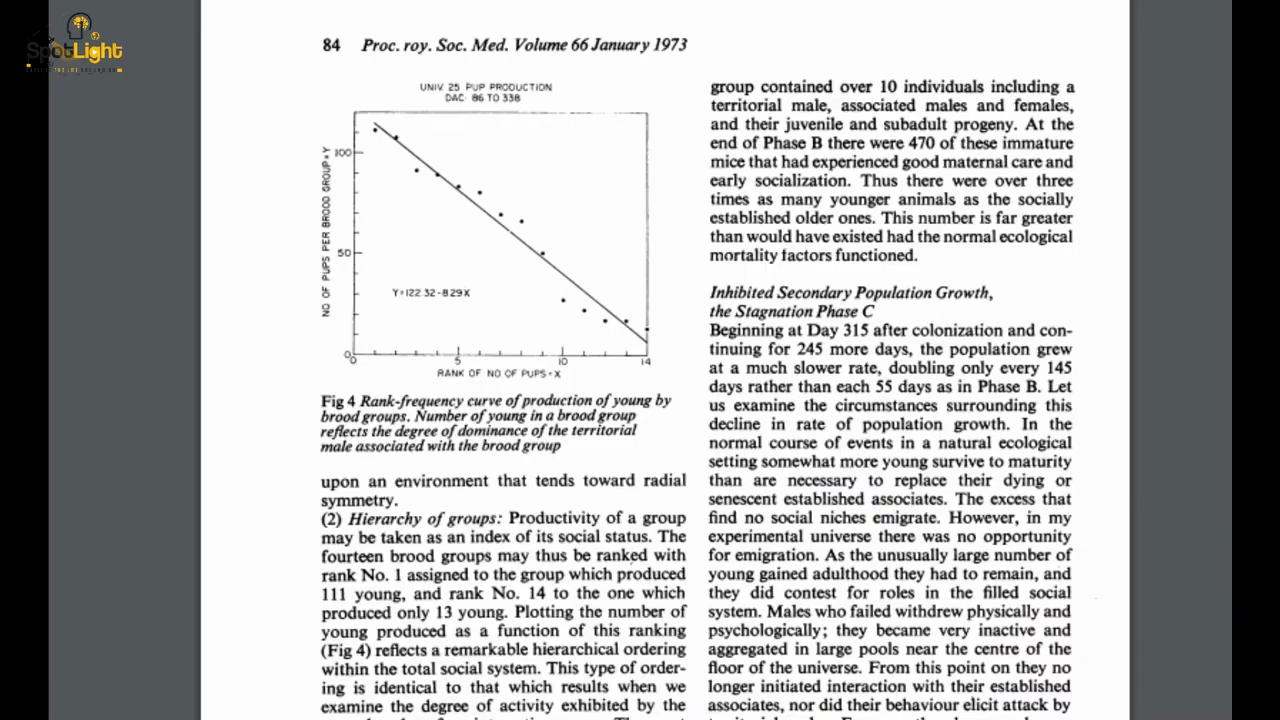 SpotLight
84 Proc. roy. Soc. Med. Volume 66 January 1973
UNIV. 25 PUP PRODUCTION
DAC: 86 TO 338
NO OF PUPS PER BROOD GROUP=Y
100
50
0
Y=122.32-8.29X
0 5 10 14
RANK OF NO OF PUPS=X
Fig 4 Rank-frequency curve of production of young by
brood groups. Number of young in a brood group
reflects the degree of dominance of the territorial
male associated with the brood group
upon an environment that tends toward radial
symmetry.
(2) Hierarchy of groups: Productivity of a group
may be taken as an index of its social status. The
fourteen brood groups may thus be ranked with
rank No. 1 assigned to the group which produced
111 young, and rank No. 14 to the one which
produced only 13 young. Plotting the number of
young produced as a function of this ranking
(Fig 4) reflects a remarkable hierarchical ordering
within the total social system. This type of order-
ing is identical to that which results when we
examine the degree of activity exhibited by the
group contained over 10 individuals including a
territorial male, associated males and females,
and their juvenile and subadult progeny. At the
end of Phase B there were 470 of these immature
mice that had experienced good maternal care and
early socialization. Thus there were over three
times as many younger animals as the socially
established older ones. This number is far greater
than would have existed had the normal ecological
mortality factors functioned.
Inhibited Secondary Population Growth,
the Stagnation Phase C
Beginning at Day 315 after colonization and con-
tinuing for 245 more days, the population grew
at a much slower rate, doubling only every 145
days rather than each 55 days as in Phase B. Let
us examine the circumstances surrounding this
decline in rate of population growth. In the
normal course of events in a natural ecological
setting somewhat more young survive to maturity
than are necessary to replace their dying or
senescent established associates. The excess that
find no social niches emigrate. However, in my
experimental universe there was no opportunity
for emigration. As the unusually large number of
young gained adulthood they had to remain, and
they did contest for roles in the filled social
system. Males who failed withdrew physically and
psychologically; they became very inactive and
aggregated in large pools near the centre of the
floor of the universe. From this point on they no
longer initiated interaction with their established
associates, nor did their behaviour elicit attack by